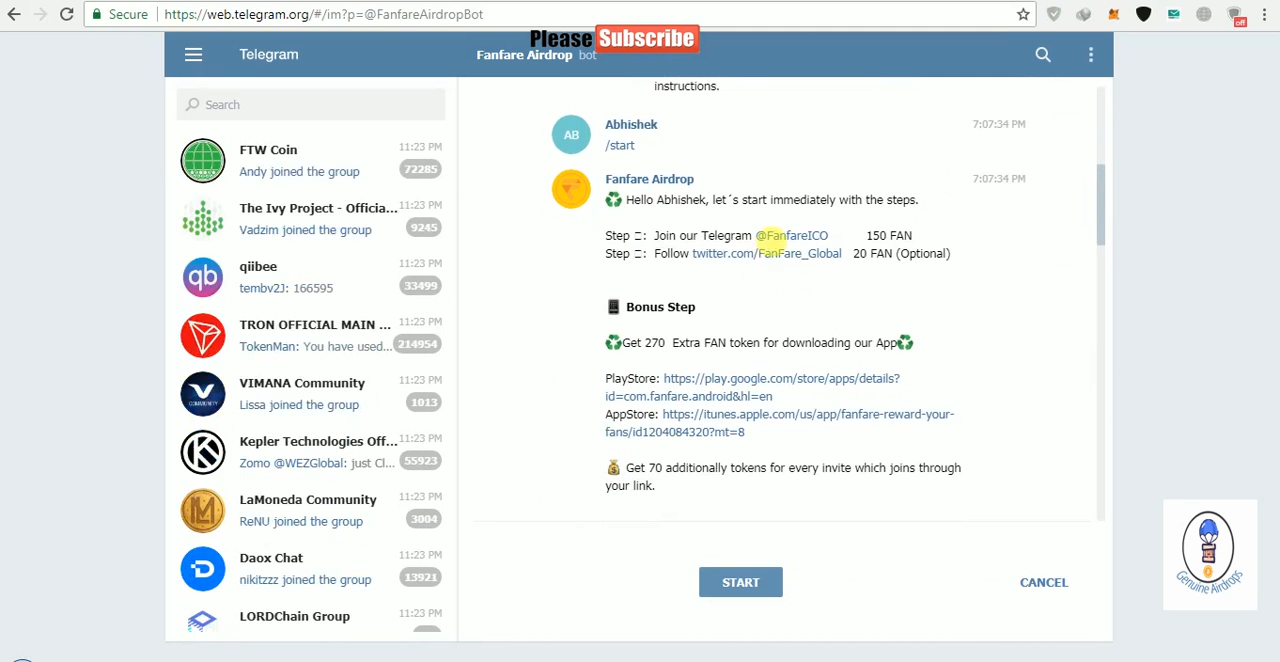 Secure
https://web.telegram.org/#/im?p=@FanfareAirdropBot
off
Please Subscribe
Telegram
Fanfare Airdrop bot
Search
FTW Coin 11:23 PM
Andy joined the group 72285
The Ivy Project - Officia... 11:23 PM
Vadzim joined the group 9245
qiibee 11:23 PM
tembv2J: 166595 33499
TRON OFFICIAL MAIN ... 11:23 PM
TokenMan: You have used... 214954
VIMANA Community 11:23 PM
Lissa joined the group 1013
Kepler Technologies Off... 11:23 PM
Zomo @WEZGlobal: just Cl... 55923
LaMoneda Community 11:23 PM
ReNU joined the group 3004
Daox Chat 11:23 PM
nikitzzz joined the group 13921
LORDChain Group 11:23 PM
instructions.
AB
Abhishek 7:07:34 PM
/start
Fanfare Airdrop 7:07:34 PM
♻ Hello Abhishek, let´s start immediately with the steps.
Step : Join our Telegram @FanfareICO 150 FAN
Step : Follow twitter.com/FanFare_Global 20 FAN (Optional)
📱 Bonus Step
♻Get 270 Extra FAN token for downloading our App♻
PlayStore: https://play.google.com/store/apps/details?
id=com.fanfare.android&hl=en
AppStore: https://itunes.apple.com/us/app/fanfare-reward-your-
fans/id1204084320?mt=8
💰 Get 70 additionally tokens for every invite which joins through
your link.
START
CANCEL
Genuine Airdrops